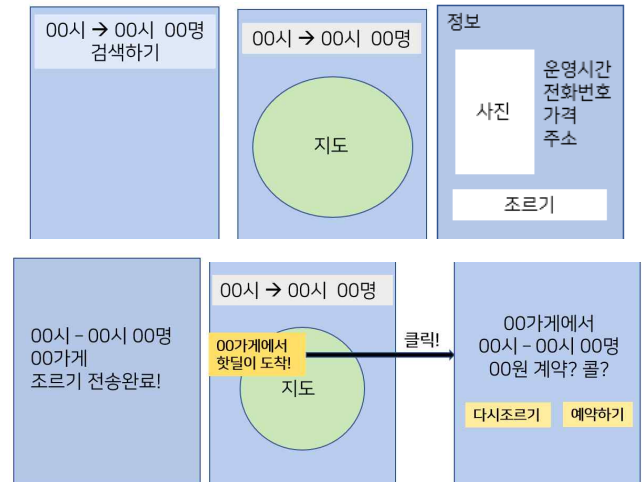 00시 → 00시 00명
검색하기
00시 → 00시 00명
지도
정보
사진
운영시간
전화번호
가격
주소
조르기
00시 – 00시 00명
00가게
조르기 전송완료!
00시 → 00시 00명
00가게에서
핫딜이 도착!
지도
클릭!
00가게에서
00시 – 00시 00명
00원 계약? 콜?
다시조르기
예약하기